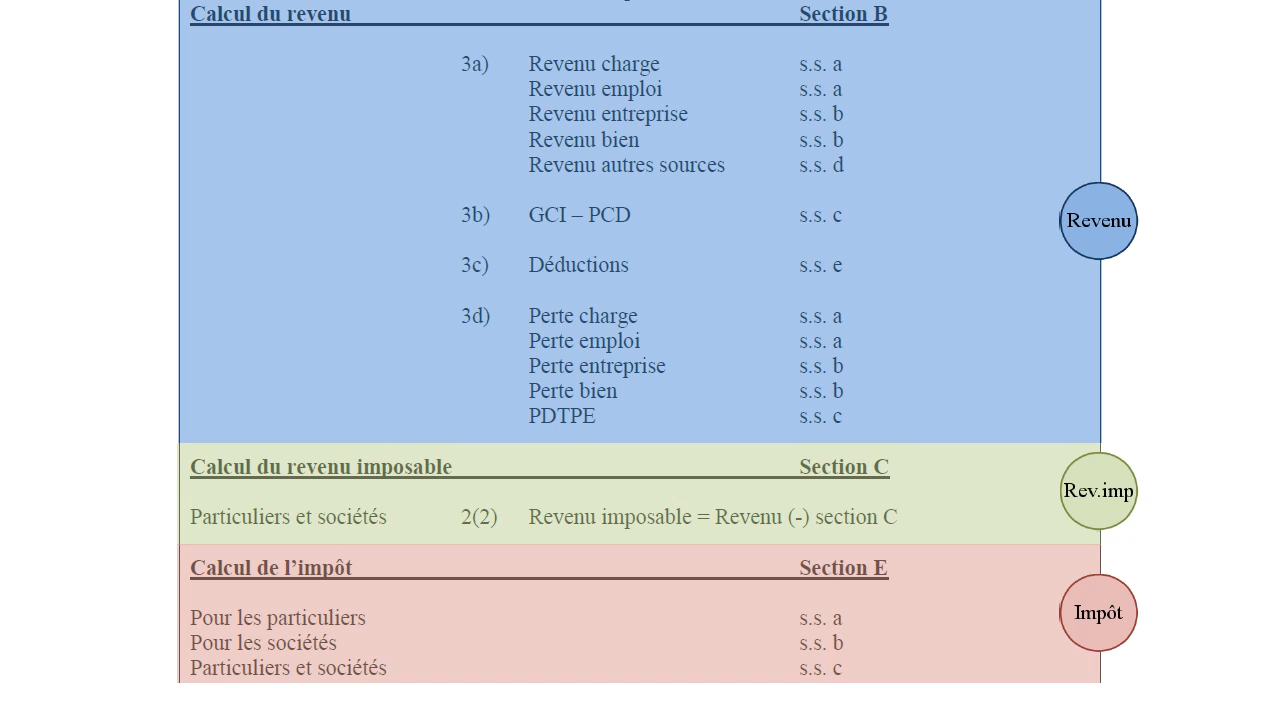 Calcul du revenu Section B
3a) Revenu charge s.s. a
Revenu emploi s.s. a
Revenu entreprise s.s. b
Revenu bien s.s. b
Revenu autres sources s.s. d
3b) GCI – PCD s.s. c
Revenu
3c) Déductions s.s. e
3d) Perte charge s.s. a
Perte emploi s.s. a
Perte entreprise s.s. b
Perte bien s.s. b
PDTPE s.s. c
Calcul du revenu imposable Section C
Rev.imp
Particuliers et sociétés 2(2) Revenu imposable = Revenu (-) section C
Calcul de l’impôt Section E
Impôt
Pour les particuliers s.s. a
Pour les sociétés s.s. b
Particuliers et sociétés s.s. c